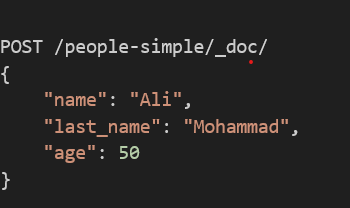 POST /people-simple/_doc/
{
    "name": "Ali",
    "last_name": "Mohammad",
    "age": 50
}